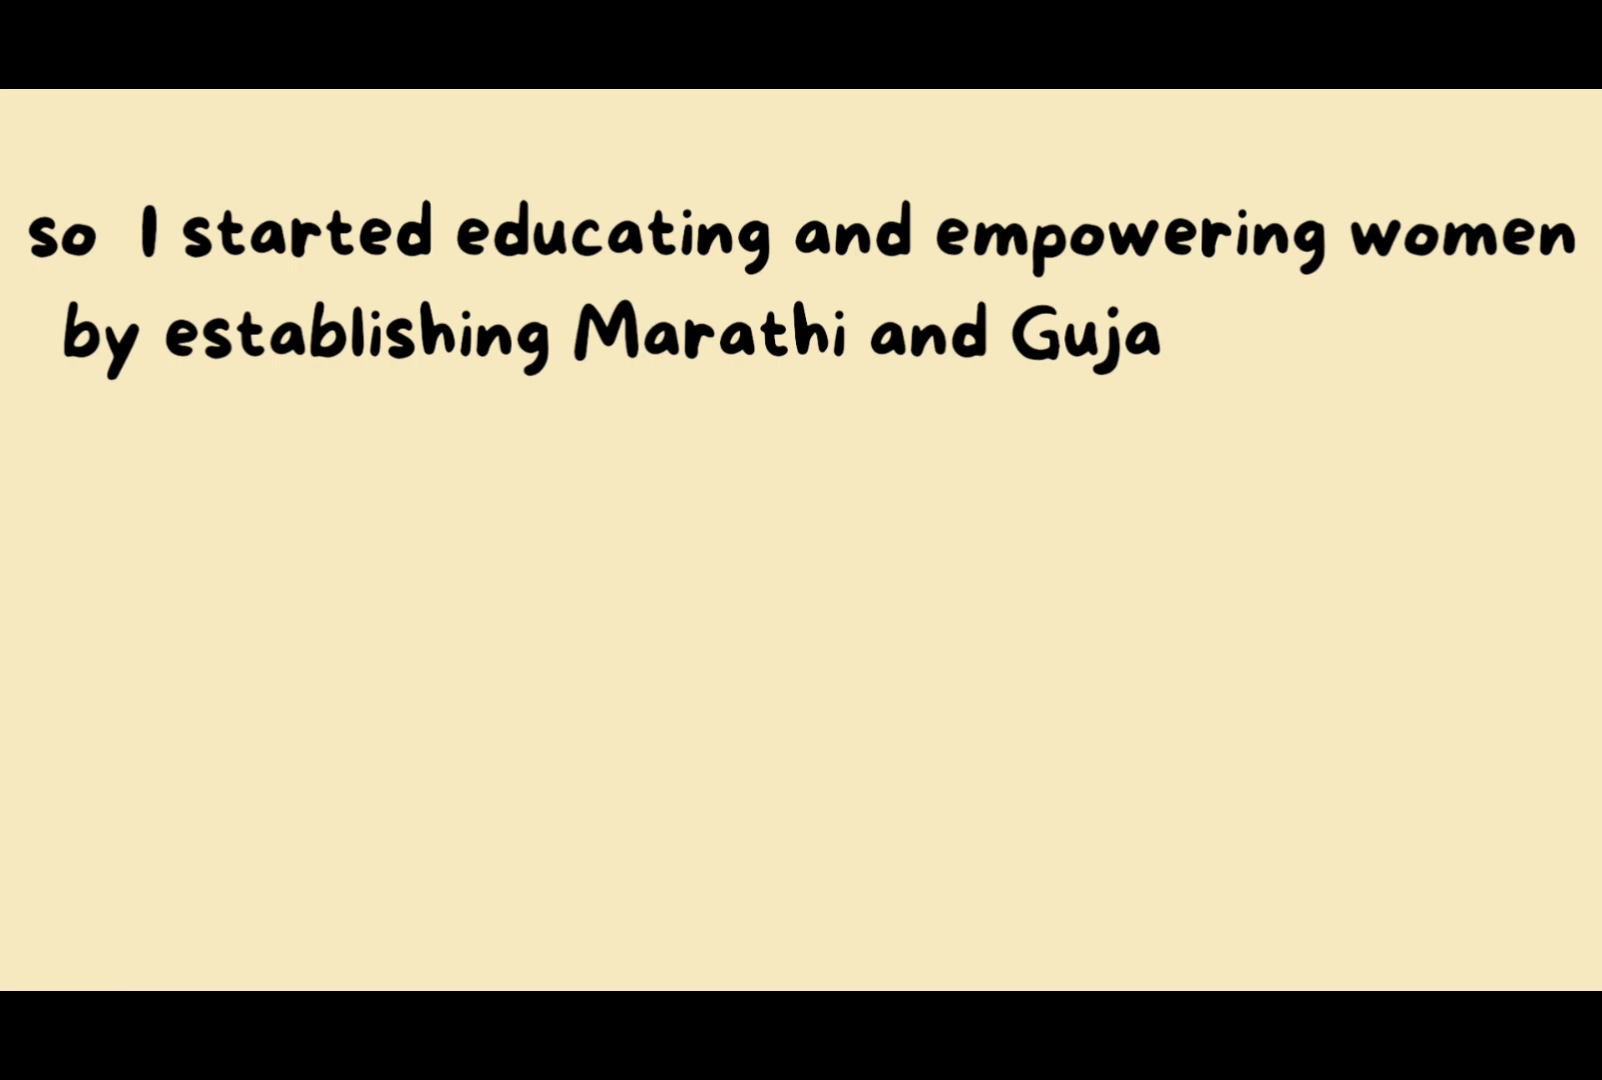 so I started educating and empowering women
by establishing Marathi and Guja